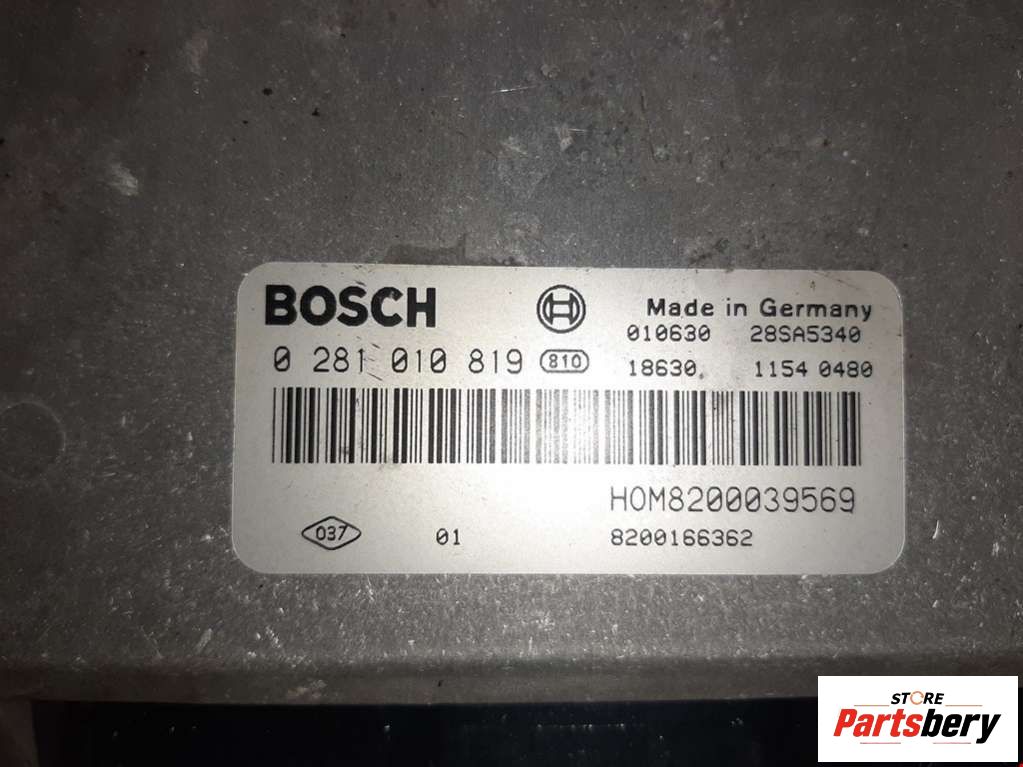 BOSCH
Made in Germany
010630 28SA5340
0 281 010 819 810
18630. 1154 0480
HOM8200039569
037 01 8200166362
STORE
Partsbery